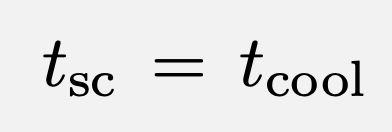 t_sc = t_cool